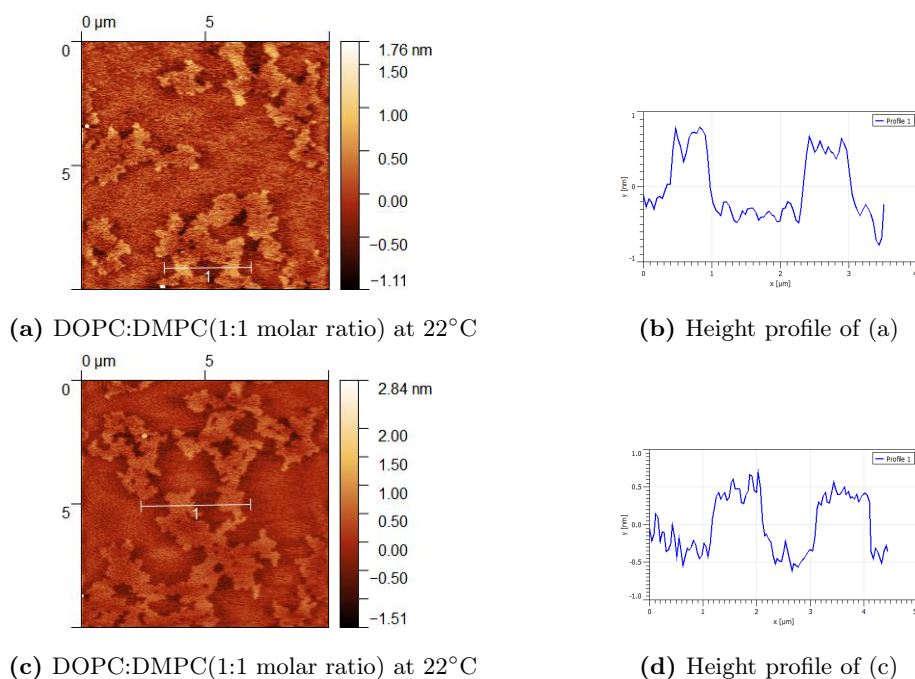 0 µm 5
0
5
1.76 nm
1.50
1.00
0.50
0.00
−0.50
−1.11
1
1
0
-1
y [nm]
0 1 2 3 4
x [µm]
Profile 1
(a) DOPC:DMPC(1:1 molar ratio) at 22°C
(b) Height profile of (a)
0 µm 5
0
5
2.84 nm
2.00
1.50
1.00
0.50
0.00
−0.50
−1.51
1
1.0
0.5
0.0
-0.5
-1.0
y [nm]
0 1 2 3 4 5
x [µm]
Profile 1
(c) DOPC:DMPC(1:1 molar ratio) at 22°C
(d) Height profile of (c)